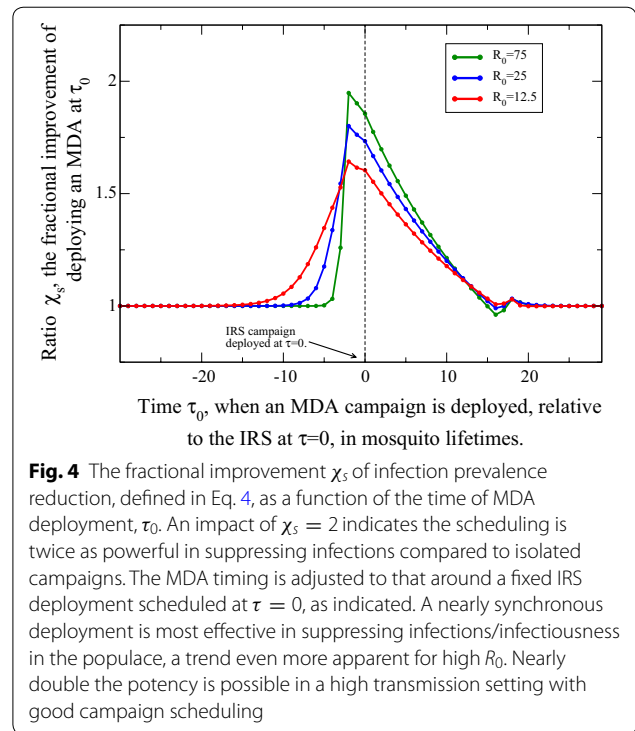 Ratio χs, the fractional improvement of
deploying an MDA at τ0
2
1.5
1
R0=75
R0=25
R0=12.5
IRS campaign
deployed at τ=0.
-20
-10
0
10
20
Time τ0, when an MDA campaign is deployed, relative
to the IRS at τ=0, in mosquito lifetimes.
Fig. 4 The fractional improvement χs of infection prevalence
reduction, defined in Eq. 4, as a function of the time of MDA
deployment, τ0. An impact of χs = 2 indicates the scheduling is
twice as powerful in suppressing infections compared to isolated
campaigns. The MDA timing is adjusted to that around a fixed IRS
deployment scheduled at τ = 0, as indicated. A nearly synchronous
deployment is most effective in suppressing infections/infectiousness
in the populace, a trend even more apparent for high R0. Nearly
double the potency is possible in a high transmission setting with
good campaign scheduling